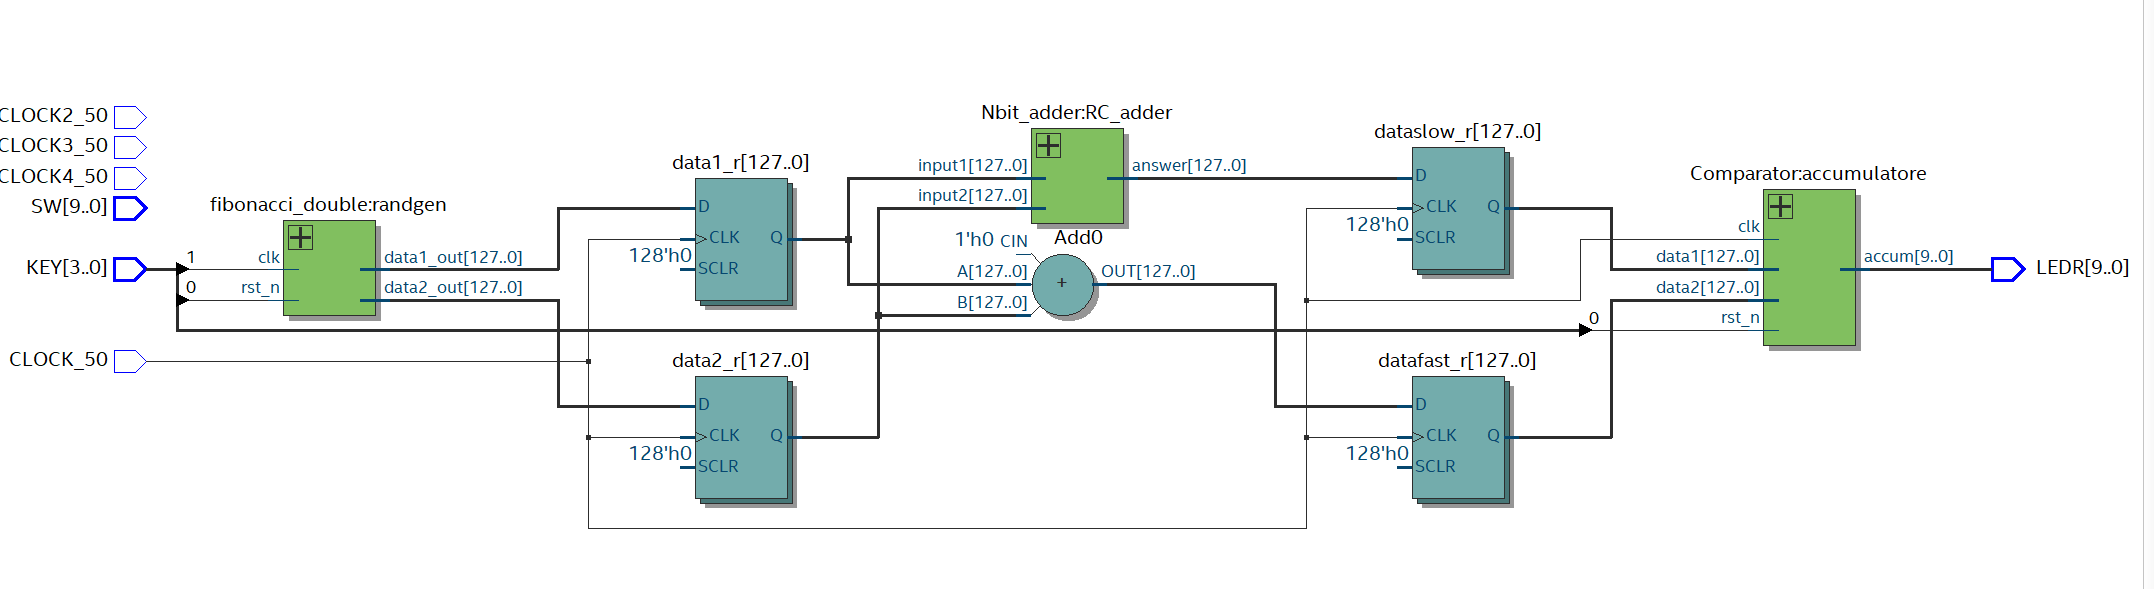 CLOCK2_50
CLOCK3_50
CLOCK4_50
SW[9..0]
KEY[3..0]
CLOCK_50
1
0
fibonacci_double:randgen
clk
rst_n
data1_out[127..0]
data2_out[127..0]
data1_r[127..0]
D
CLK
128'h0
SCLR
Q
data2_r[127..0]
D
CLK
128'h0
SCLR
Q
Nbit_adder:RC_adder
input1[127..0]
input2[127..0]
answer[127..0]
Add0
1'h0 CIN
A[127..0]
B[127..0]
+
OUT[127..0]
dataslow_r[127..0]
D
CLK
128'h0
SCLR
Q
datafast_r[127..0]
D
CLK
128'h0
SCLR
Q
0
Comparator:accumulatore
clk
data1[127..0]
data2[127..0]
rst_n
accum[9..0]
LEDR[9..0]